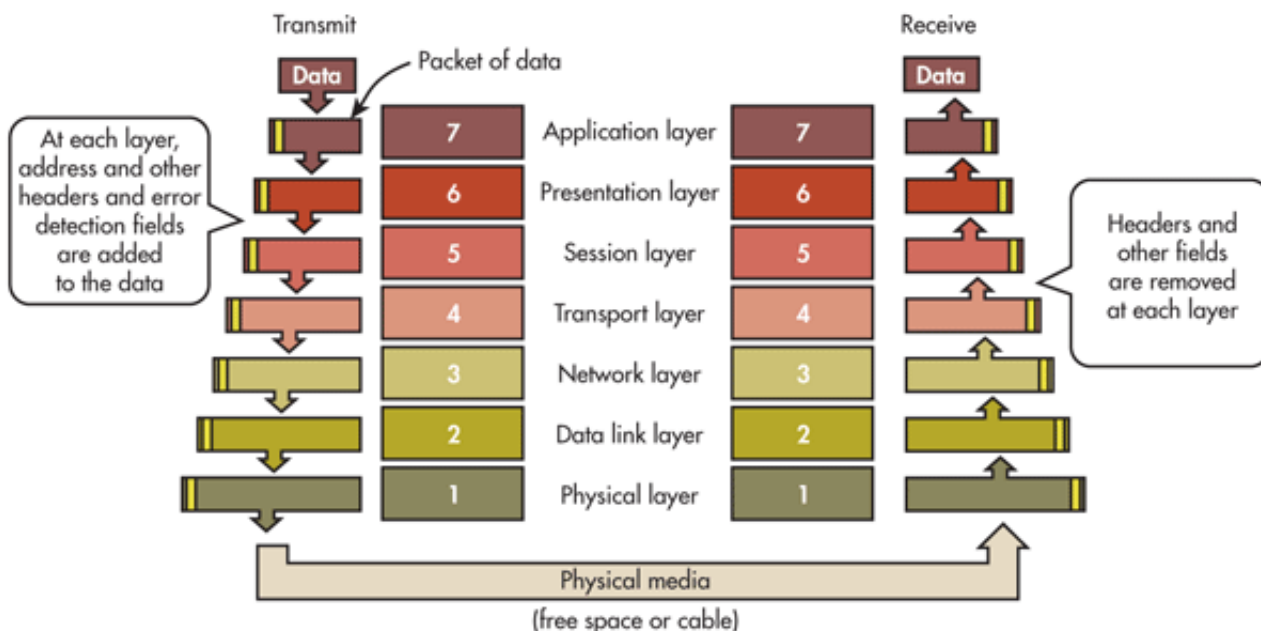 Transmit
Receive
Data
Packet of data
Data
At each layer,
address and other
headers and error
detection fields
are added
to the data
7 Application layer 7
6 Presentation layer 6
5 Session layer 5
4 Transport layer 4
3 Network layer 3
2 Data link layer 2
1 Physical layer 1
Headers and
other fields
are removed
at each layer
Physical media
(free space or cable)